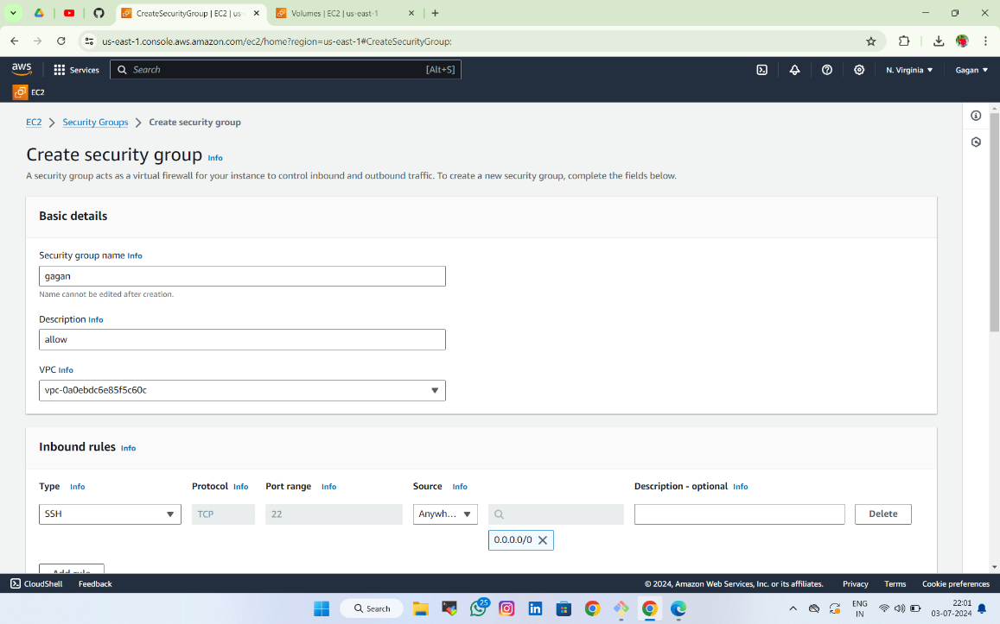 CreateSecurityGroup | EC2 | us-
Volumes | EC2 | us-east-1
us-east-1.console.aws.amazon.com/ec2/home?region=us-east-1#CreateSecurityGroup:
aws
Services
Search
[Alt+S]
N. Virginia
Gagan
EC2
EC2
Security Groups
Create security group
Create security group Info
A security group acts as a virtual firewall for your instance to control inbound and outbound traffic. To create a new security group, complete the fields below.
Basic details
Security group name Info
gagan
Name cannot be edited after creation.
Description Info
allow
VPC Info
vpc-0a0ebdc6e85f5c60c
Inbound rules Info
Type Info Protocol Info Port range Info Source Info Description - optional Info
SSH TCP 22 Anywh... Delete
0.0.0.0/0
Add rule
CloudShell Feedback © 2024, Amazon Web Services, Inc. or its affiliates. Privacy Terms Cookie preferences
Search
25
ENG
IN
22:01
03-07-2024